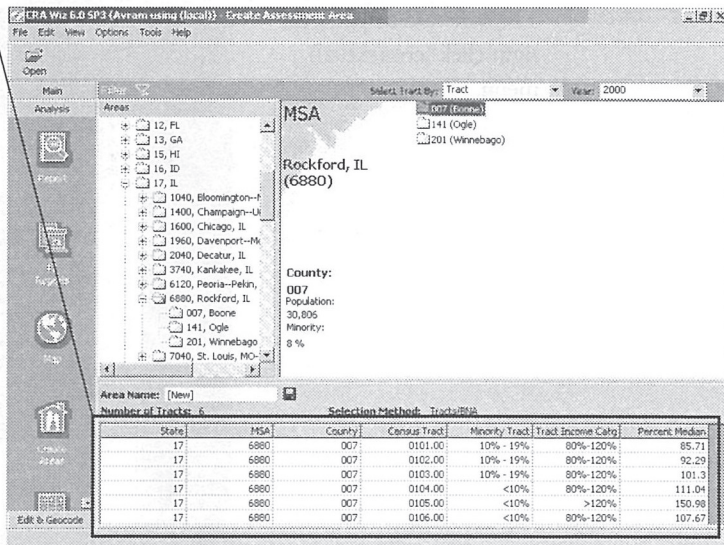 CRA Wiz 6.0 SP3 (Avram using (local)) - Create Assessment Area
File Edit View Options Tools Help
Open
Main
Filter
Select Tract By: Tract
Year: 2000
Analysis
Report
Map
Create Areas
Edit & Geocode
Areas
12, FL
13, GA
15, HI
16, ID
17, IL
1040, Bloomington--N
1400, Champaign--U
1600, Chicago, IL
1960, Davenport--Mo
2040, Decatur, IL
3740, Kankakee, IL
6120, Peoria--Pekin,
6880, Rockford, IL
007, Boone
141, Ogle
201, Winnebago
7040, St. Louis, MO-
MSA
Rockford, IL
(6880)
County:
007
Population:
30,806
Minority:
8 %
007 (Boone)
141 (Ogle)
201 (Winnebago)
Area Name: [New]
Number of Tracts: 6 Selection Method: Tracts/BNA
State MSA County Census Tract Minority Tract Tract Income Catg Percent Median
17 6880 007 0101.00 10% - 19% 80%-120% 85.71
17 6880 007 0102.00 10% - 19% 80%-120% 92.29
17 6880 007 0103.00 10% - 19% 80%-120% 101.3
17 6880 007 0104.00 <10% 80%-120% 111.04
17 6880 007 0105.00 <10% >120% 150.98
17 6880 007 0106.00 <10% 80%-120% 107.67